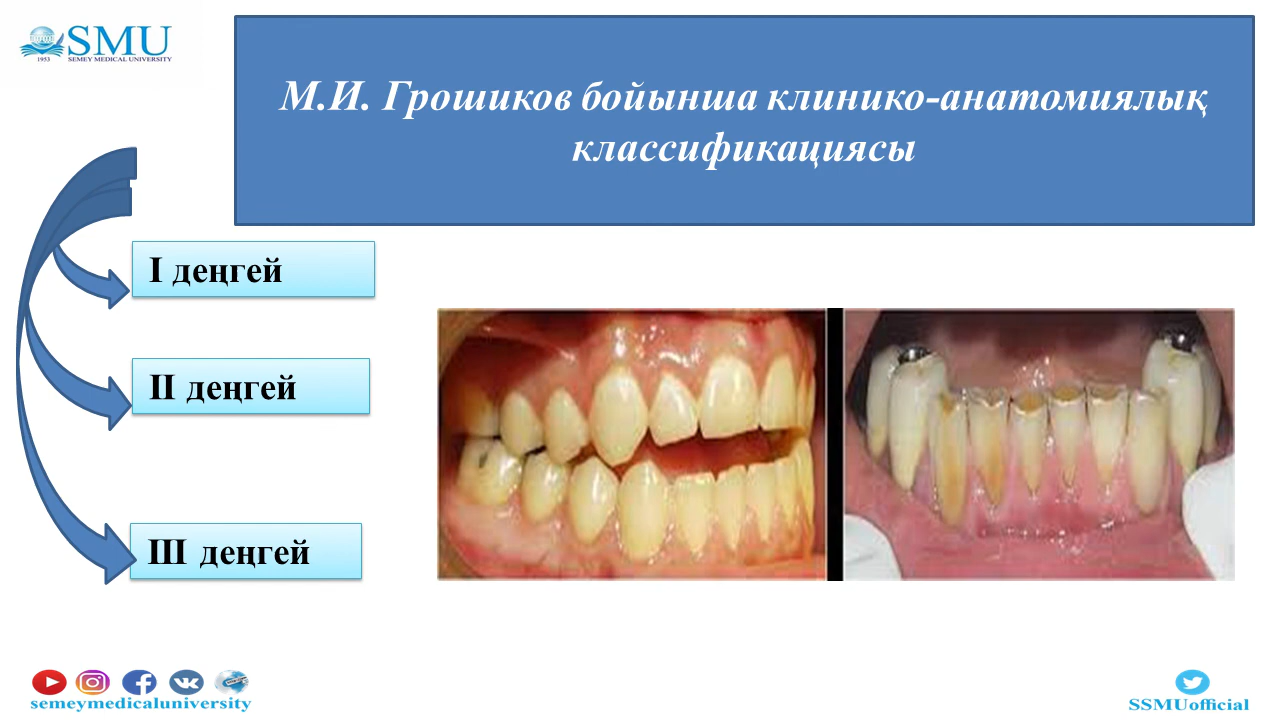 SMU
1953 SEMEY MEDICAL UNIVERSITY
М.И. Грошиков бойынша клинико-анатомиялық
классификациясы
I деңгей
II деңгей
III деңгей
semeymedicaluniversity
SSMUofficial